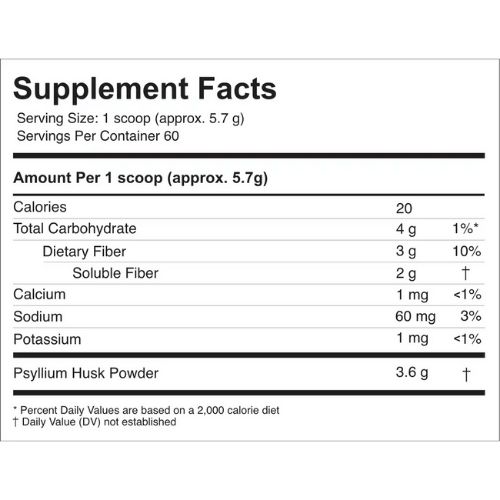 Supplement Facts
Serving Size: 1 scoop (approx. 5.7 g)
Servings Per Container 60
Amount Per 1 scoop (approx. 5.7g)
Calories 20
Total Carbohydrate 4 g 1%*
Dietary Fiber 3 g 10%
Soluble Fiber 2 g †
Calcium 1 mg <1%
Sodium 60 mg 3%
Potassium 1 mg <1%
Psyllium Husk Powder 3.6 g †
* Percent Daily Values are based on a 2,000 calorie diet
† Daily Value (DV) not established